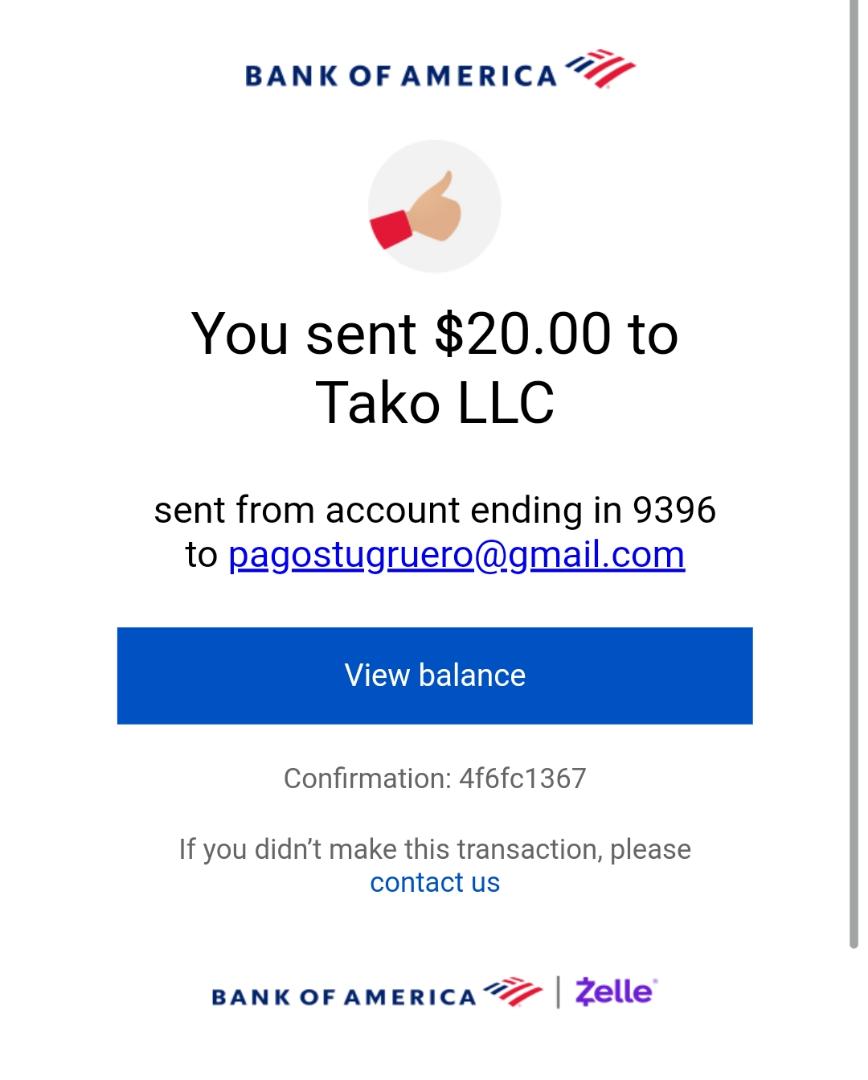 BANK OF AMERICA
You sent $20.00 to
Tako LLC
sent from account ending in 9396
to pagostugruero@gmail.com
View balance
Confirmation: 4f6fc1367
If you didn’t make this transaction, please
contact us
BANK OF AMERICA | Zelle®